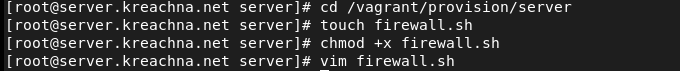 [root@server.kreachna.net server]# cd /vagrant/provision/server
[root@server.kreachna.net server]# touch firewall.sh
[root@server.kreachna.net server]# chmod +x firewall.sh
[root@server.kreachna.net server]# vim firewall.sh